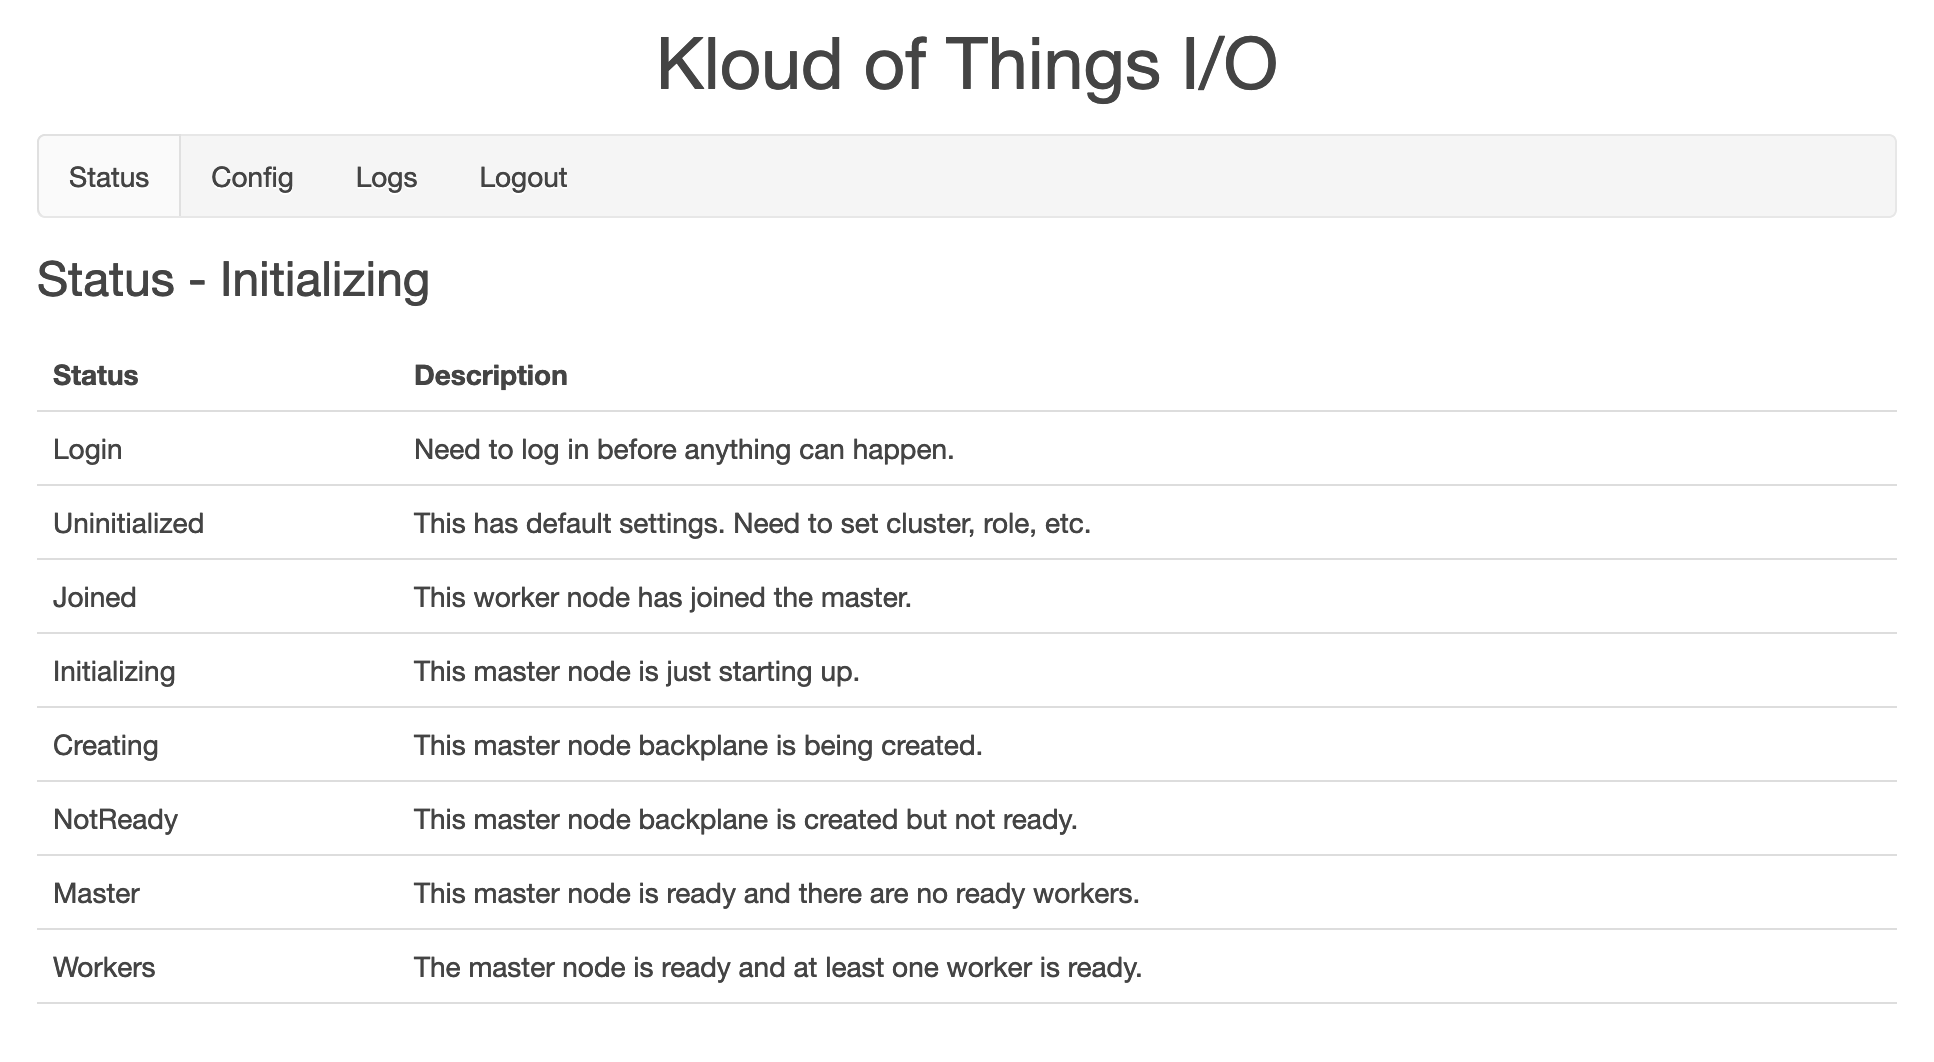 Kloud of Things I/O
Status Config Logs Logout
Status - Initializing
Status Description
Login Need to log in before anything can happen.
Uninitialized This has default settings. Need to set cluster, role, etc.
Joined This worker node has joined the master.
Initializing This master node is just starting up.
Creating This master node backplane is being created.
NotReady This master node backplane is created but not ready.
Master This master node is ready and there are no ready workers.
Workers The master node is ready and at least one worker is ready.